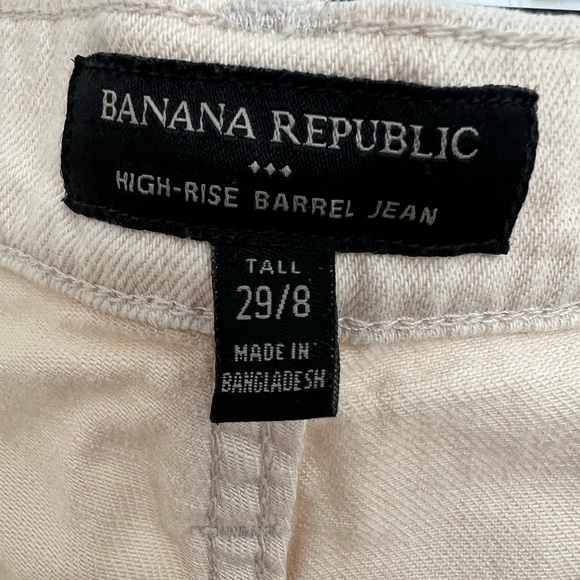 BANANA REPUBLIC
HIGH-RISE BARREL JEAN
TALL
29/8
MADE IN
BANGLADESH